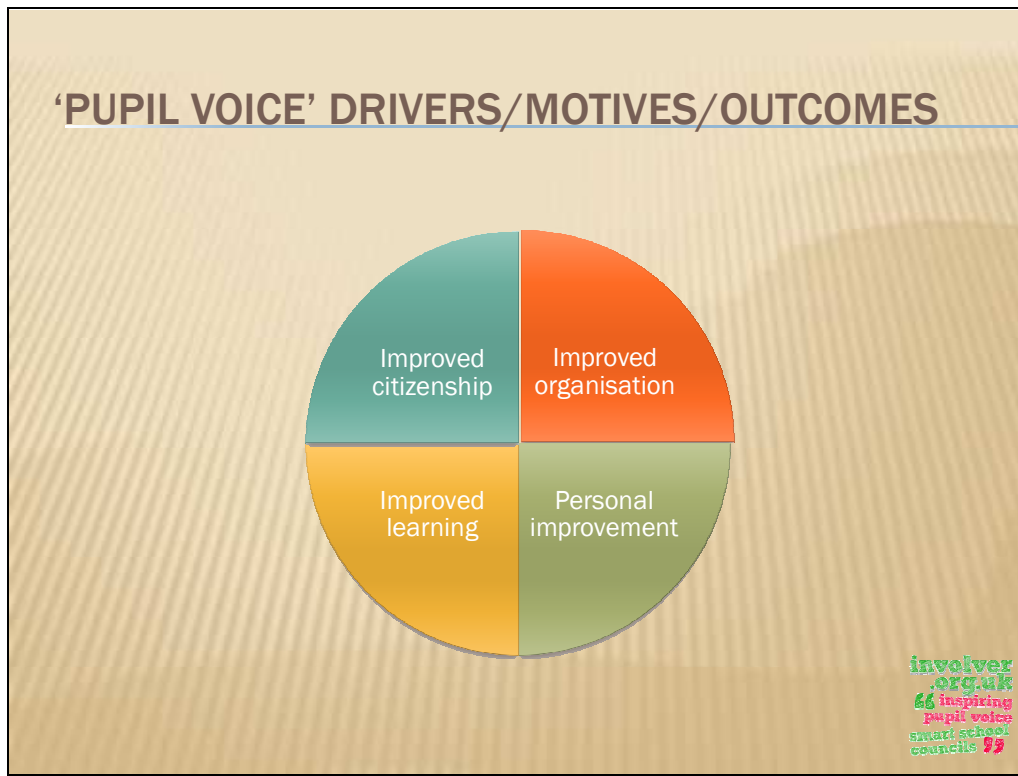 ‘PUPIL VOICE’ DRIVERS/MOTIVES/OUTCOMES
Improved
citizenship
Improved
organisation
Improved
learning
Personal
improvement
involver
.org.uk
“ inspiring
pupil voice
smart school
councils ”